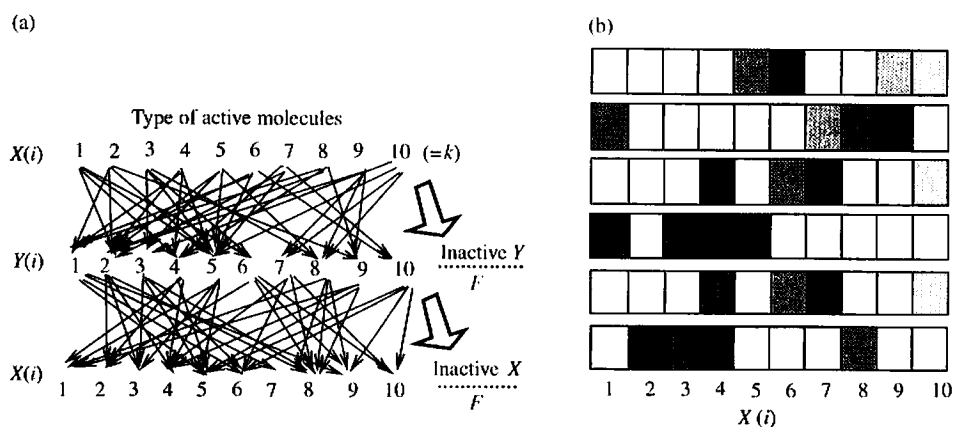 (a)
Type of active molecules
X(i) 1 2 3 4 5 6 7 8 9 10 (=k)
Y(i) 1 2 3 4 5 6 7 8 9 10
Inactive Y
F
X(i) 1 2 3 4 5 6 7 8 9 10
Inactive X
F
(b)
1 2 3 4 5 6 7 8 9 10
X (i)